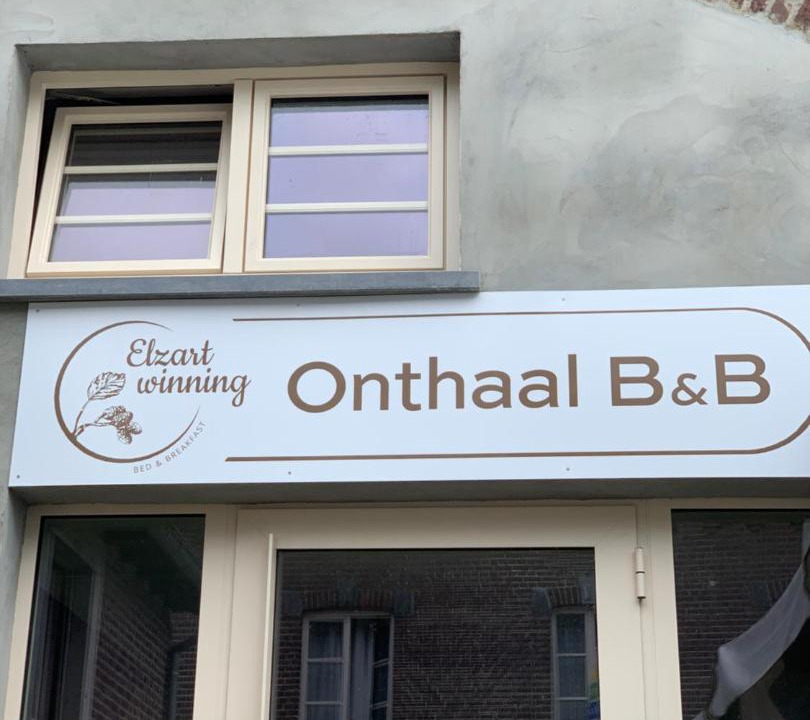 Elzart
winning
BED & BREAKFAST
Onthaal B&B